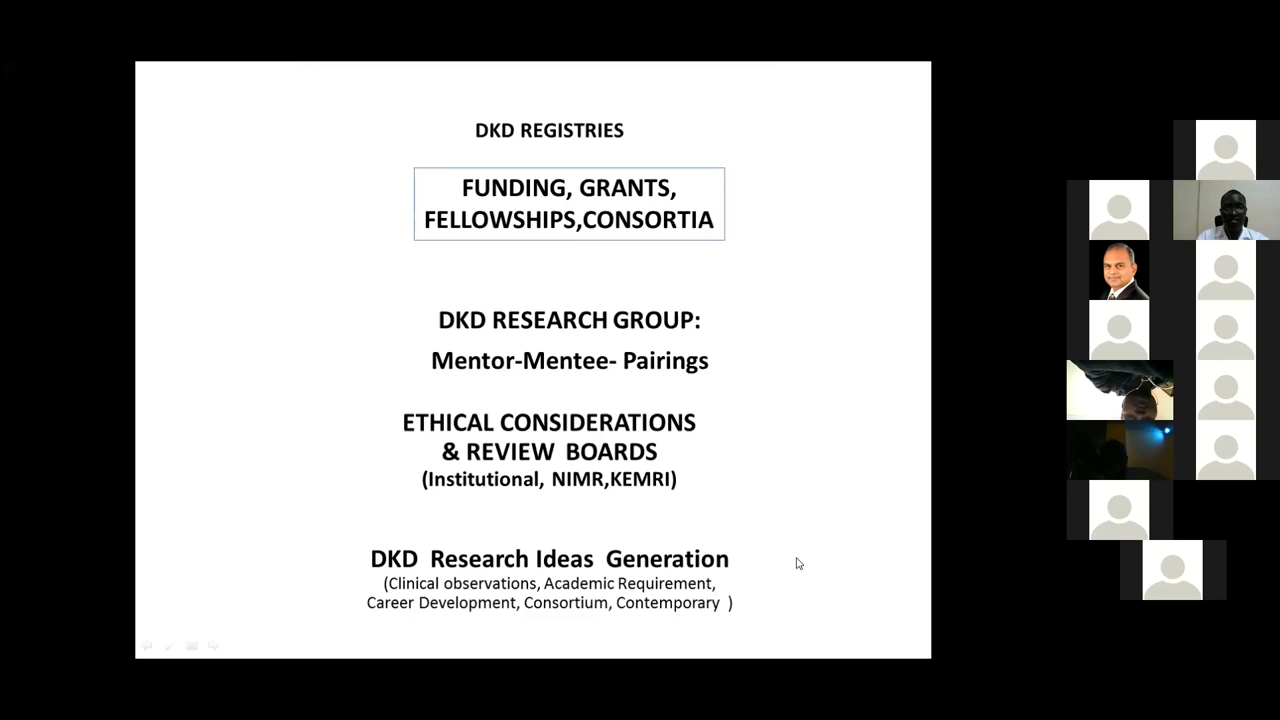 DKD REGISTRIES
FUNDING, GRANTS,
FELLOWSHIPS,CONSORTIA
DKD RESEARCH GROUP:
Mentor-Mentee- Pairings
ETHICAL CONSIDERATIONS
& REVIEW BOARDS
(Institutional, NIMR,KEMRI)
DKD Research Ideas Generation
(Clinical observations, Academic Requirement,
Career Development, Consortium, Contemporary )